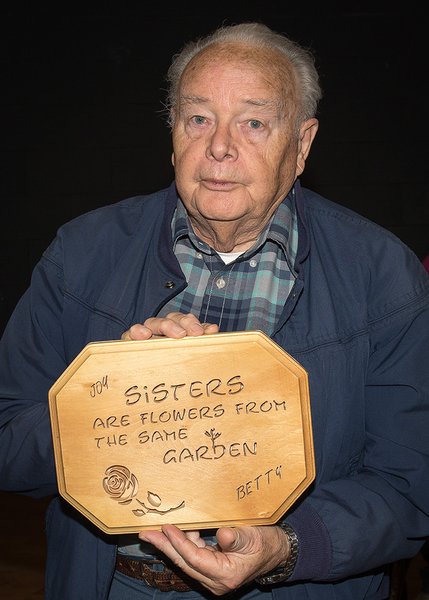 JOY
SiSTERS
ARE FLOWERS FROM
THE SAME
GARDEN
BETTY